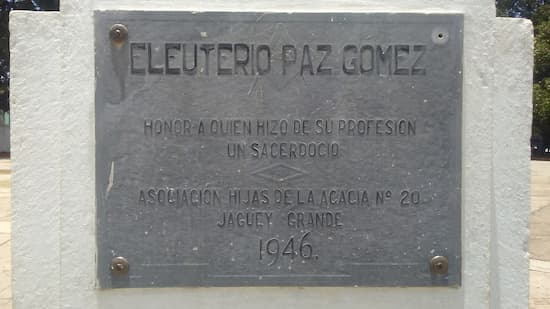 ELEUTERIO PAZ GOMEZ
HONOR A QUIEN HIZO DE SU PROFESION
UN SACERDOCIO
ASOCIACIÓN HIJAS DE LA ACACIA Nº 20
JAGUEY GRANDE
1946.